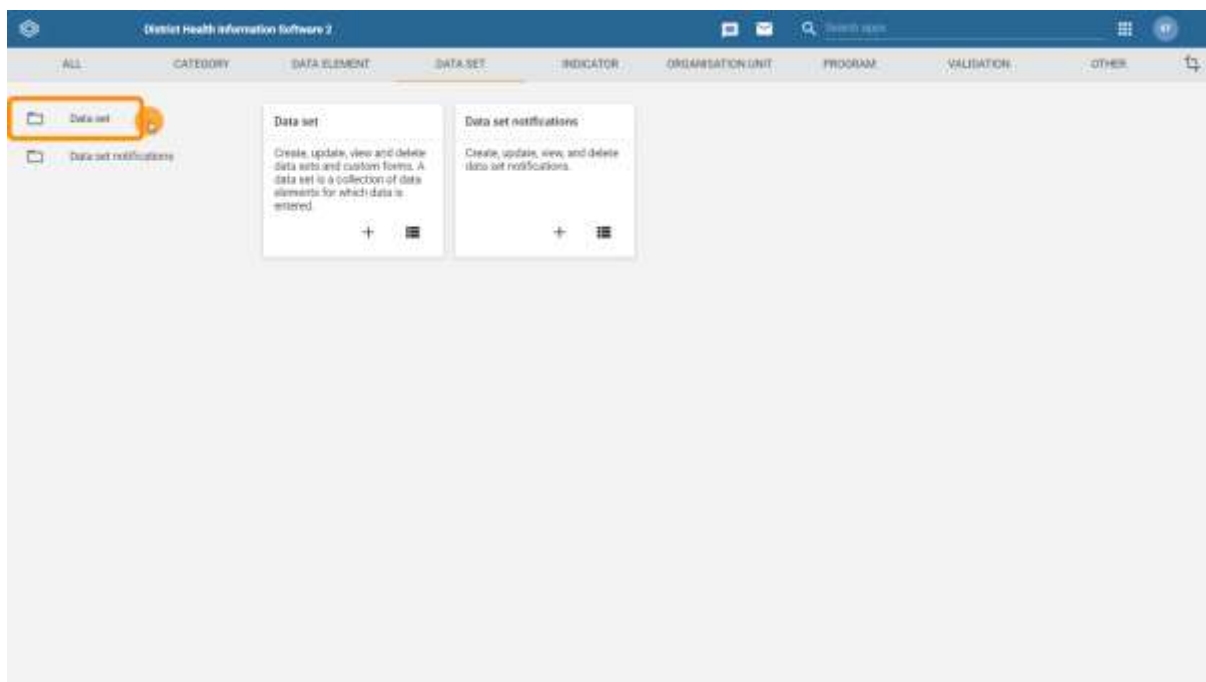 District Health Information Software 2
Search apps
ALL CATEGORY DATA ELEMENT DATA SET INDICATOR ORGANISATION UNIT PROGRAM VALIDATION OTHER
Data set
Data set notifications
Data set
Create, update, view and delete
data sets and custom forms. A
data set is a collection of data
elements for which data is
entered.
Data set notifications
Create, update, view, and delete
data set notifications.